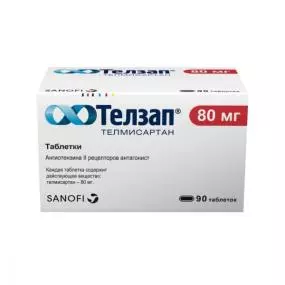 Телзап®
80 мг
ТЕЛМИСАРТАН
Таблетки
Ангиотензина II рецепторов антагонист
Каждая таблетка содержит
действующее вещество:
телмисартан – 80 мг.
SANOFI
90 таблеток